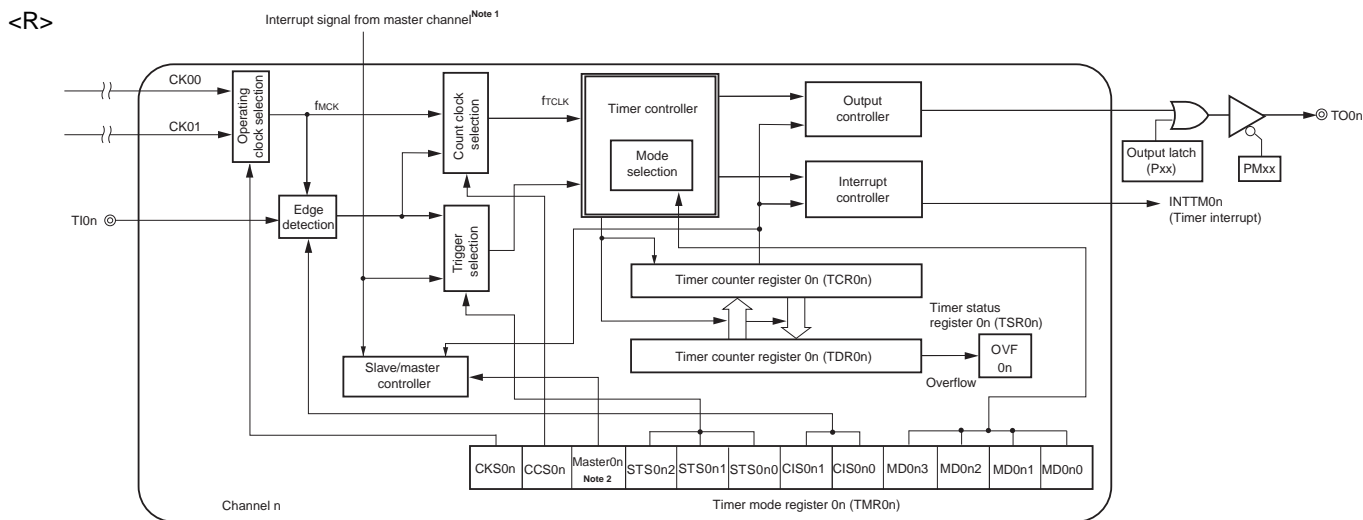 <R>
Interrupt signal from master channel Note 1
CK00
CK01
Operating
clock selection
fMCK
Count clock
selection
fTCLK
Timer controller
Mode
selection
Output
controller
Interrupt
controller
TO0n
Output latch
(Pxx)
PMxx
INTTM0n
(Timer interrupt)
TI0n
Edge
detection
Trigger
selection
Timer counter register 0n (TCR0n)
Timer status
register 0n (TSR0n)
Slave/master
controller
Timer counter register 0n (TDR0n)
OVF
0n
Overflow
CKS0n
CCS0n
Master0n
Note 2
STS0n2
STS0n1
STS0n0
CIS0n1
CIS0n0
MD0n3
MD0n2
MD0n1
MD0n0
Channel n
Timer mode register 0n (TMR0n)